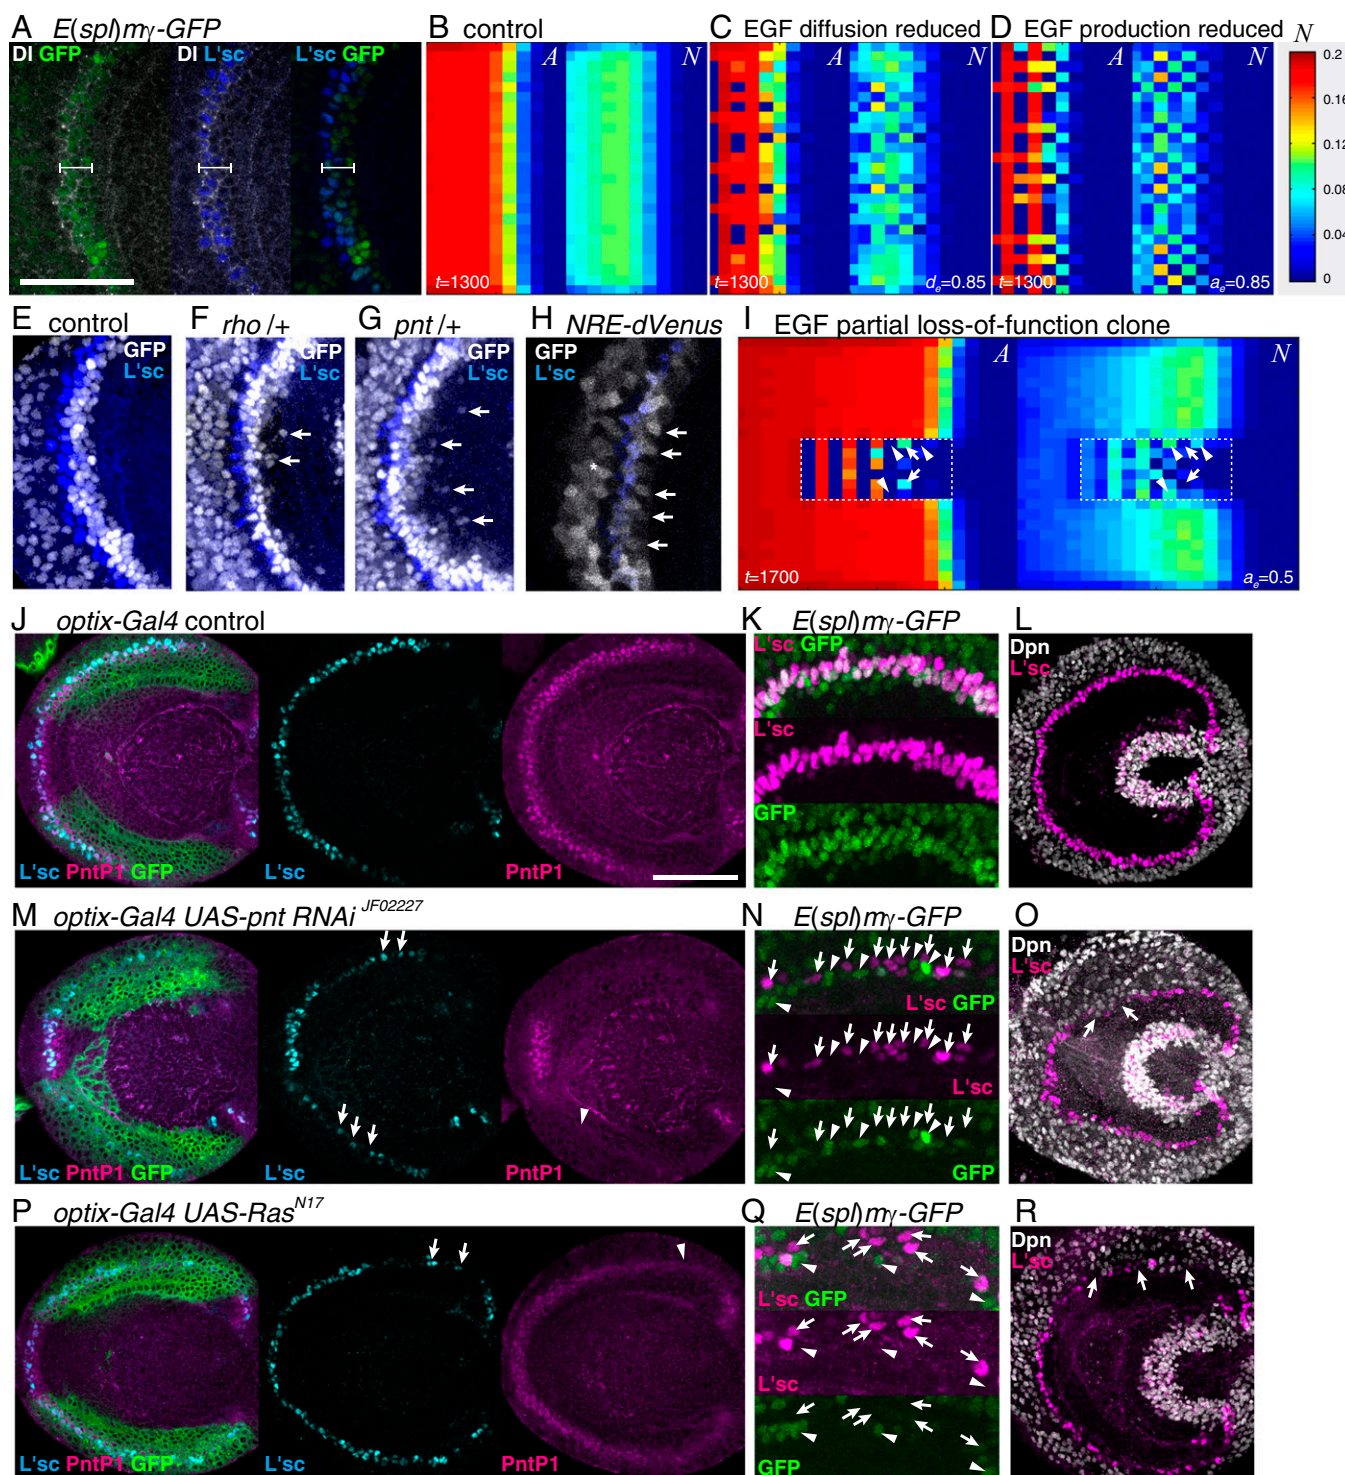 A E(spl)mγ-GFP
Dl GFP
Dl L'sc
L'sc GFP
B control
A
N
t=1300
C EGF diffusion reduced
A
N
t=1300
de=0.85
D EGF production reduced
A
N
t=1300
ae=0.85
N
0.2
0.16
0.12
0.08
0.04
0
E control
GFP
L'sc
F rho /+
GFP
L'sc
G pnt /+
GFP
L'sc
H NRE-dVenus
GFP
L'sc
*
I EGF partial loss-of-function clone
A
N
t=1700
ae=0.5
J optix-Gal4 control
L'sc PntP1 GFP
L'sc
PntP1
K E(spl)mγ-GFP
L'sc GFP
L'sc
GFP
L
Dpn
L'sc
M optix-Gal4 UAS-pnt RNAi JF02227
L'sc PntP1 GFP
L'sc
PntP1
N E(spl)mγ-GFP
L'sc GFP
L'sc
GFP
O
Dpn
L'sc
P optix-Gal4 UAS-RasN17
L'sc PntP1 GFP
L'sc
PntP1
Q E(spl)mγ-GFP
L'sc GFP
L'sc
GFP
R
Dpn
L'sc